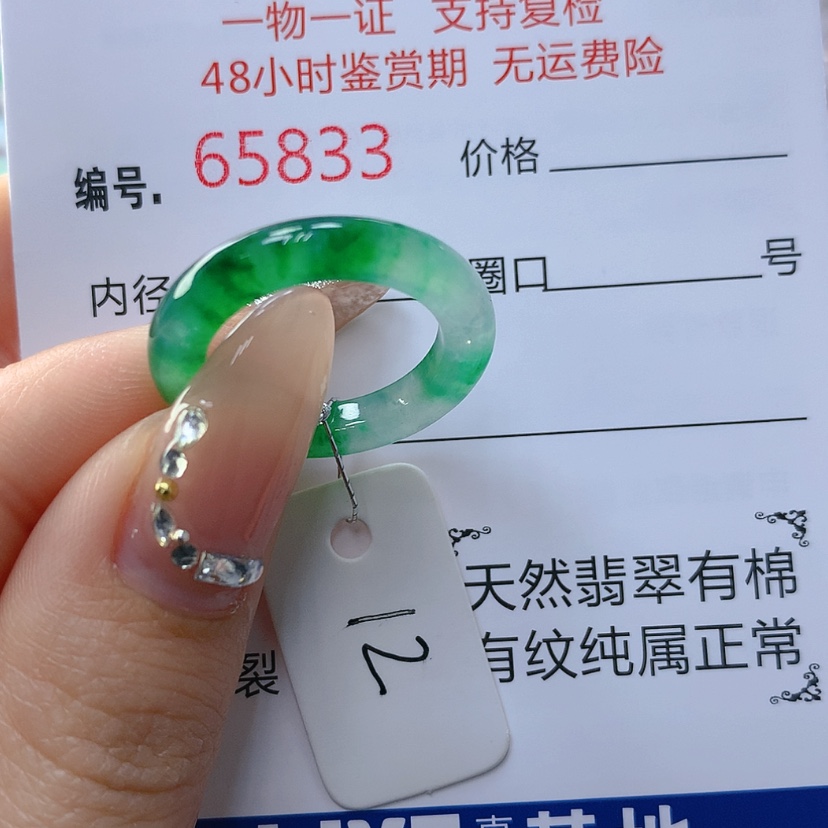 一物一证 支持复检
48小时鉴赏期 无运费险
编号. 65833 价格
内径 圈口 号
天然翡翠有棉
裂 有纹纯属正常
12